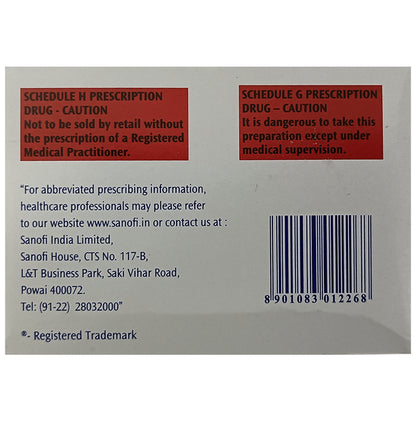 SCHEDULE H PRESCRIPTION
DRUG - CAUTION
Not to be sold by retail without
the prescription of a Registered
Medical Practitioner.
SCHEDULE G PRESCRIPTION
DRUG – CAUTION
It is dangerous to take this
preparation except under
medical supervision.
"For abbreviated prescribing information,
healthcare professionals may please refer
to our website www.sanofi.in or contact us at :
Sanofi India Limited,
Sanofi House, CTS No. 117-B,
L&T Business Park, Saki Vihar Road,
Powai 400072.
Tel: (91-22) 28032000"
®- Registered Trademark
8 901083 012268